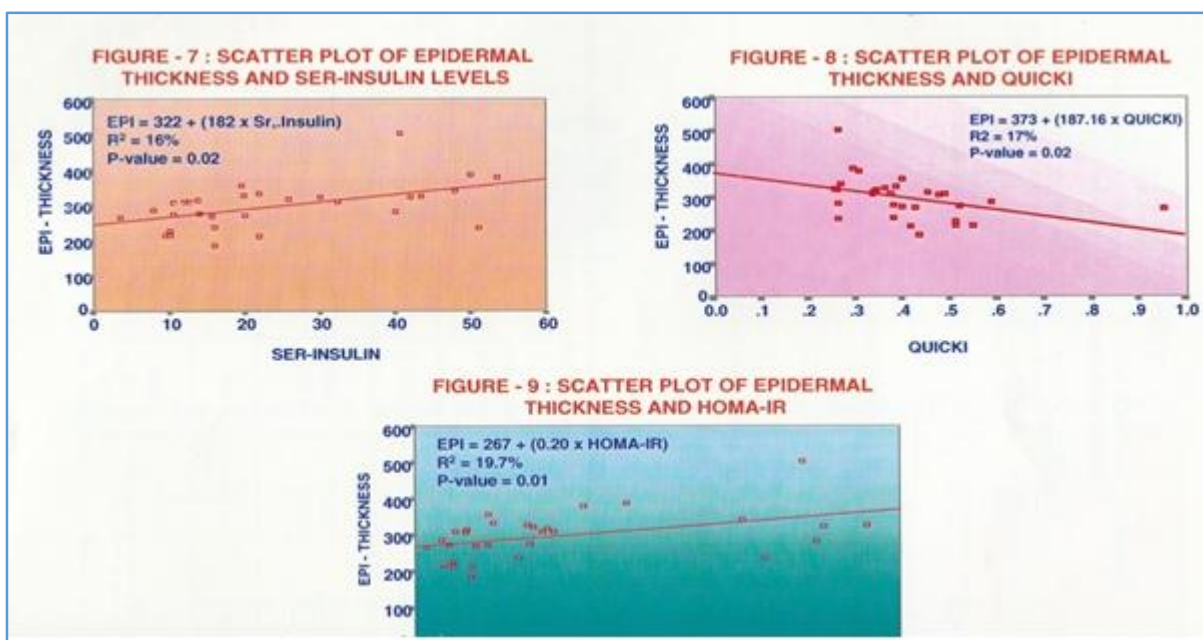 FIGURE - 7 : SCATTER PLOT OF EPIDERMAL
THICKNESS AND SER-INSULIN LEVELS
EPI - THICKNESS
600
500
400
300
200
100
0
EPI = 322 + (182 x Sr,.Insulin)
R² = 16%
P-value = 0.02
0 10 20 30 40 50 60
SER-INSULIN
FIGURE - 8 : SCATTER PLOT OF EPIDERMAL
THICKNESS AND QUICKI
EPI - THICKNESS
600
500
400
300
200
100
0
EPI = 373 + (187.16 x QUICKI)
R2 = 17%
P-value = 0.02
0.0 .1 .2 .3 .4 .5 .6 .7 .8 .9 1.0
QUICKI
FIGURE - 9 : SCATTER PLOT OF EPIDERMAL
THICKNESS AND HOMA-IR
EPI - THICKNESS
600
500
400
300
200
100
EPI = 267 + (0.20 x HOMA-IR)
R² = 19.7%
P-value = 0.01